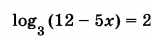 log₃ (12 − 5x) = 2